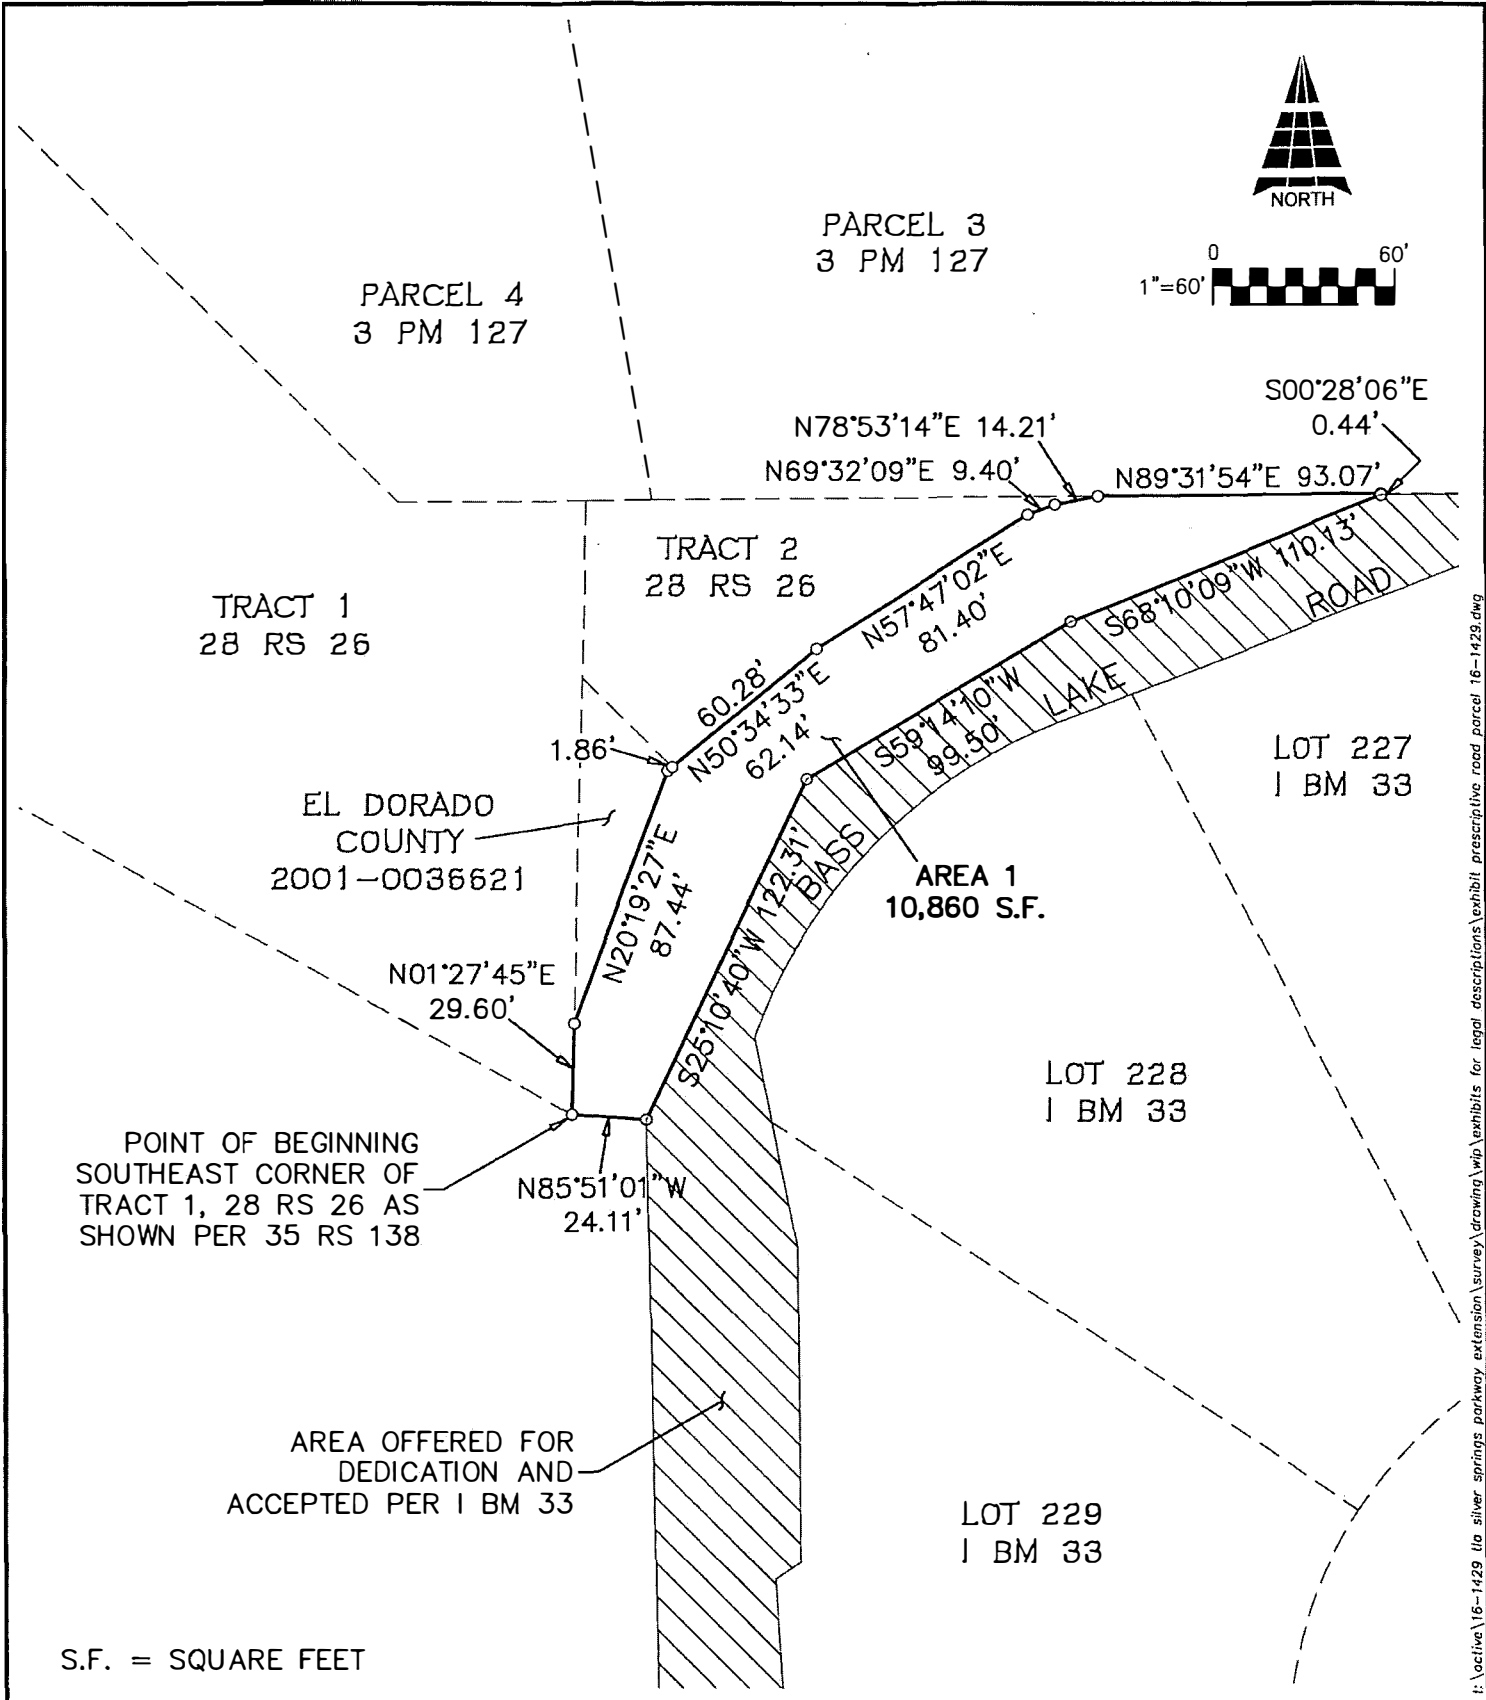 NORTH
0 60'
1"=60'
PARCEL 3
3 PM 127
PARCEL 4
3 PM 127
S00°28'06"E
0.44'
N78°53'14"E 14.21'
N69°32'09"E 9.40'
N89°31'54"E 93.07'
TRACT 2
28 RS 26
TRACT 1
28 RS 26
N57°47'02"E
81.40'
S68°10'09"W 110.13'
ROAD
60.28'
N50°34'33"E
62.14'
S59°14'10"W
99.50'
LAKE
1.86'
LOT 227
I BM 33
EL DORADO
COUNTY
2001-0036621
N20°19'27"E
87.44'
S25°10'40"W 122.31'
BASS
AREA 1
10,860 S.F.
N01°27'45"E
29.60'
LOT 228
I BM 33
POINT OF BEGINNING
SOUTHEAST CORNER OF
TRACT 1, 28 RS 26 AS
SHOWN PER 35 RS 138
N85°51'01"W
24.11'
AREA OFFERED FOR
DEDICATION AND
ACCEPTED PER I BM 33
LOT 229
I BM 33
S.F. = SQUARE FEET
t:\active\16-1429 tla silver springs parkway extension\survey\drawing\wip\exhibits for legal descriptions\exhibit prescriptive road parcel 16-1429.dwg